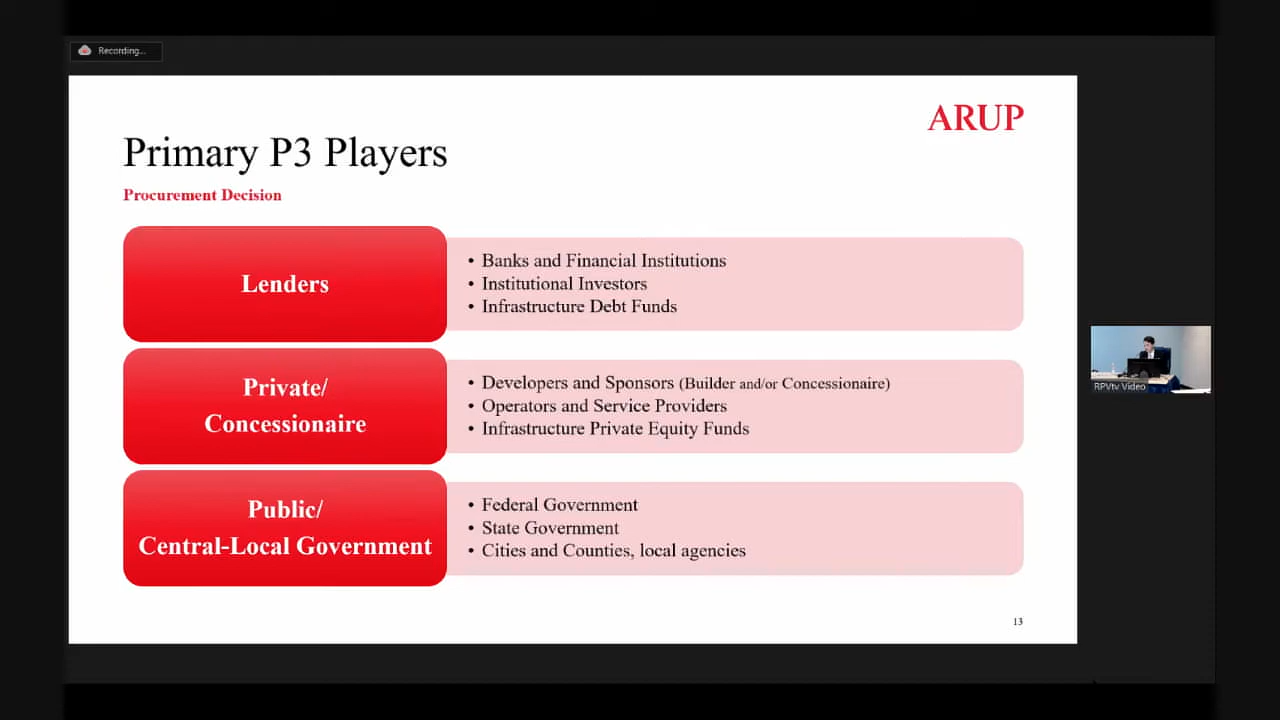 Recording...
ARUP
Primary P3 Players
Procurement Decision
Lenders
• Banks and Financial Institutions
• Institutional Investors
• Infrastructure Debt Funds
Private/
Concessionaire
• Developers and Sponsors (Builder and/or Concessionaire)
• Operators and Service Providers
• Infrastructure Private Equity Funds
Public/
Central-Local Government
• Federal Government
• State Government
• Cities and Counties, local agencies
RPVtv Video
13